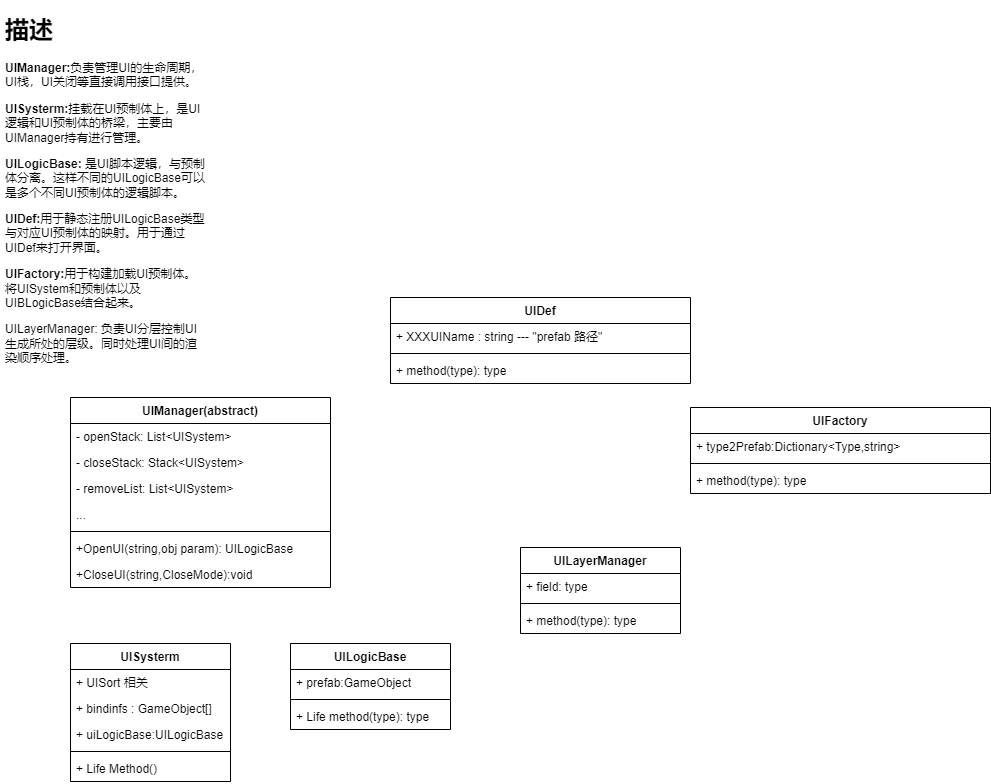 描述
UIManager:负责管理UI的生命周期，
UI栈，UI关闭等直接调用接口提供。
UISysterm:挂载在UI预制体上，是UI
逻辑和UI预制体的桥梁，主要由
UIManager持有进行管理。
UILogicBase: 是UI脚本逻辑，与预制
体分离。这样不同的UILogicBase可以
是多个不同UI预制体的逻辑脚本。
UIDef:用于静态注册UILogicBase类型
与对应UI预制体的映射。用于通过
UIDef来打开界面。
UIFactory:用于构建加载UI预制体。
将UISystem和预制体以及
UIBLogicBase结合起来。
UILayerManager: 负责UI分层控制UI
生成所处的层级。同时处理UI间的渲
染顺序处理。
UIDef
+ XXXUIName : string --- "prefab 路径"
+ method(type): type
UIManager(abstract)
- openStack: List<UISystem>
- closeStack: Stack<UISystem>
- removeList: List<UISystem>
...
+OpenUI(string,obj param): UILogicBase
+CloseUI(string,CloseMode):void
UIFactory
+ type2Prefab:Dictionary<Type,string>
+ method(type): type
UILayerManager
+ field: type
+ method(type): type
UISysterm
+ UISort 相关
+ bindinfs : GameObject[]
+ uiLogicBase:UILogicBase
+ Life Method()
UILogicBase
+ prefab:GameObject
+ Life method(type): type